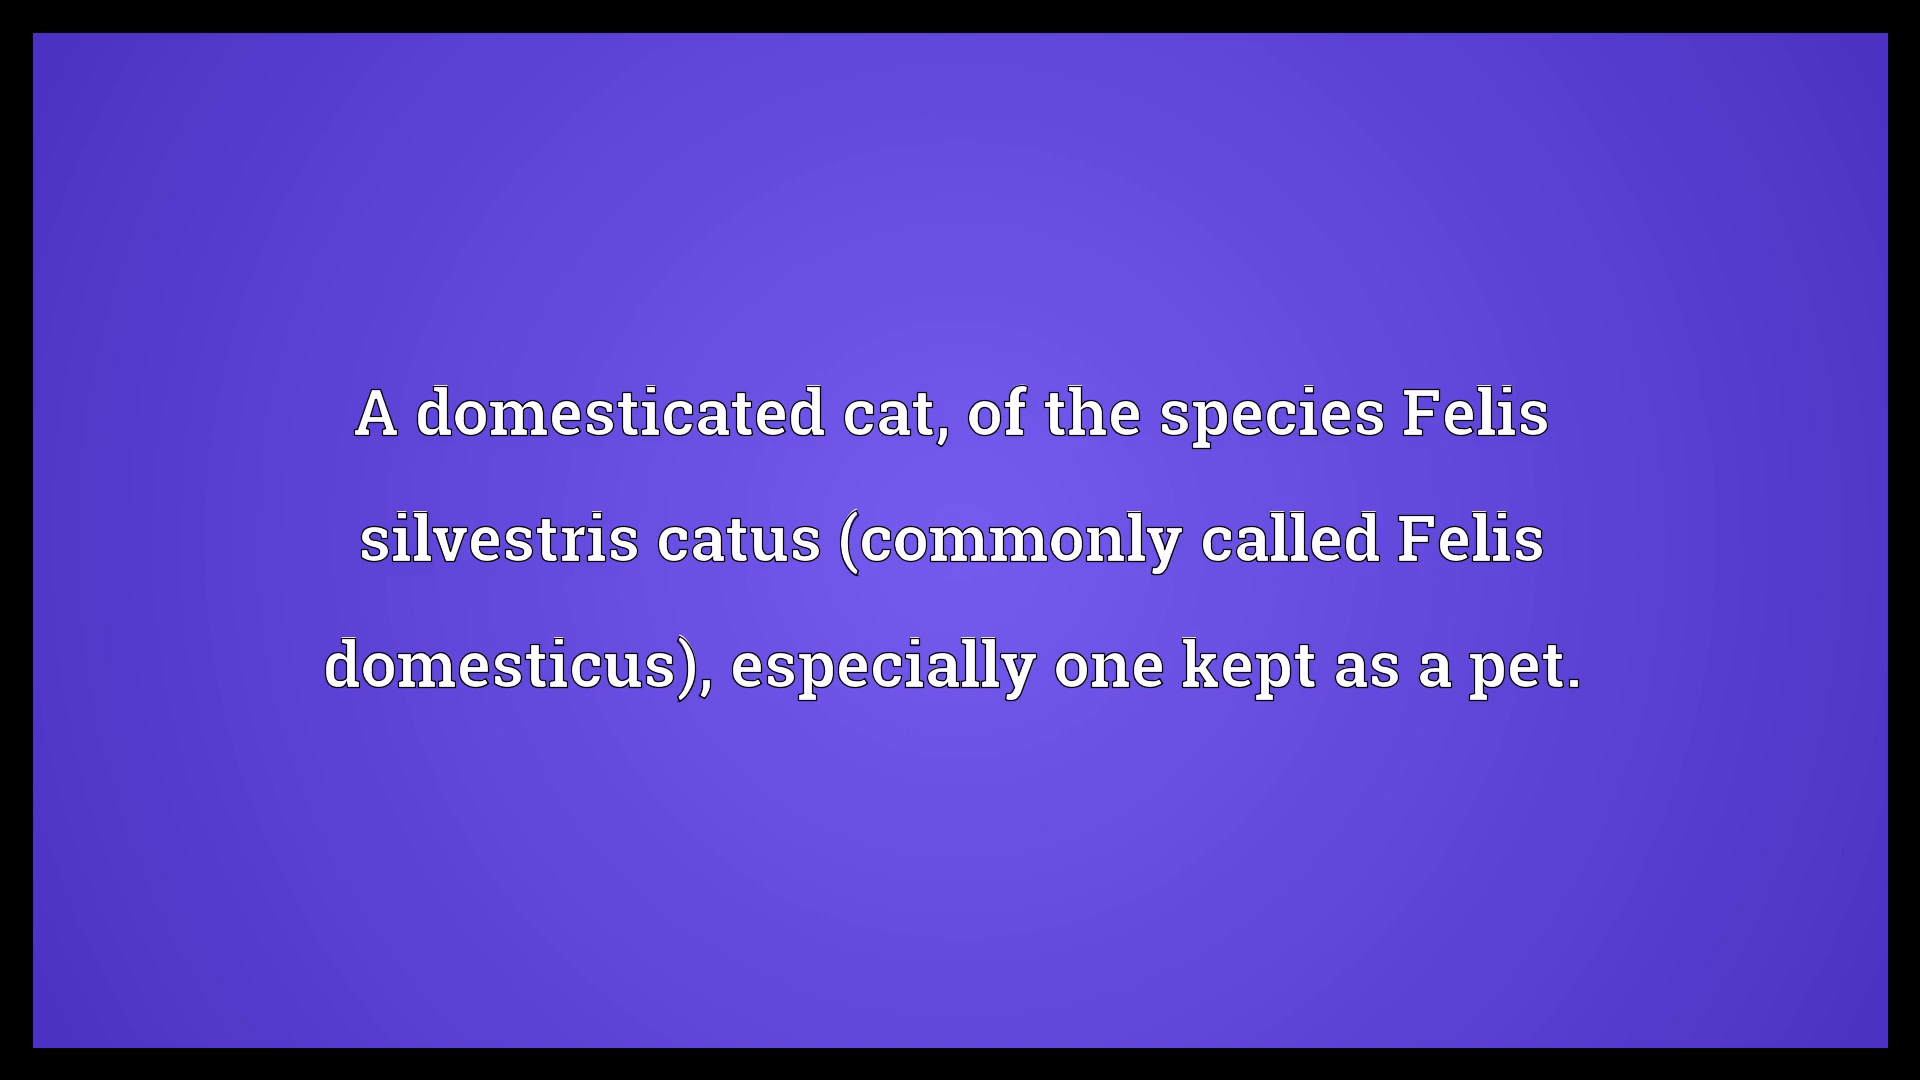 A domesticated cat, of the species Felis
silvestris catus (commonly called Felis
domesticus), especially one kept as a pet.